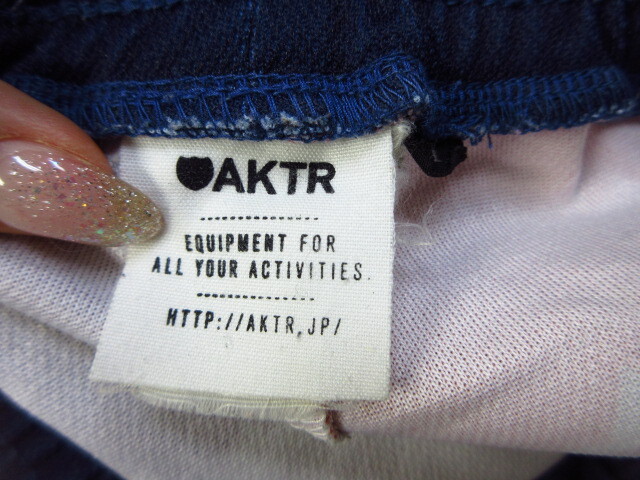 AKTR
EQUIPMENT FOR
ALL YOUR ACTIVITIES.
HTTP://AKTR.JP/